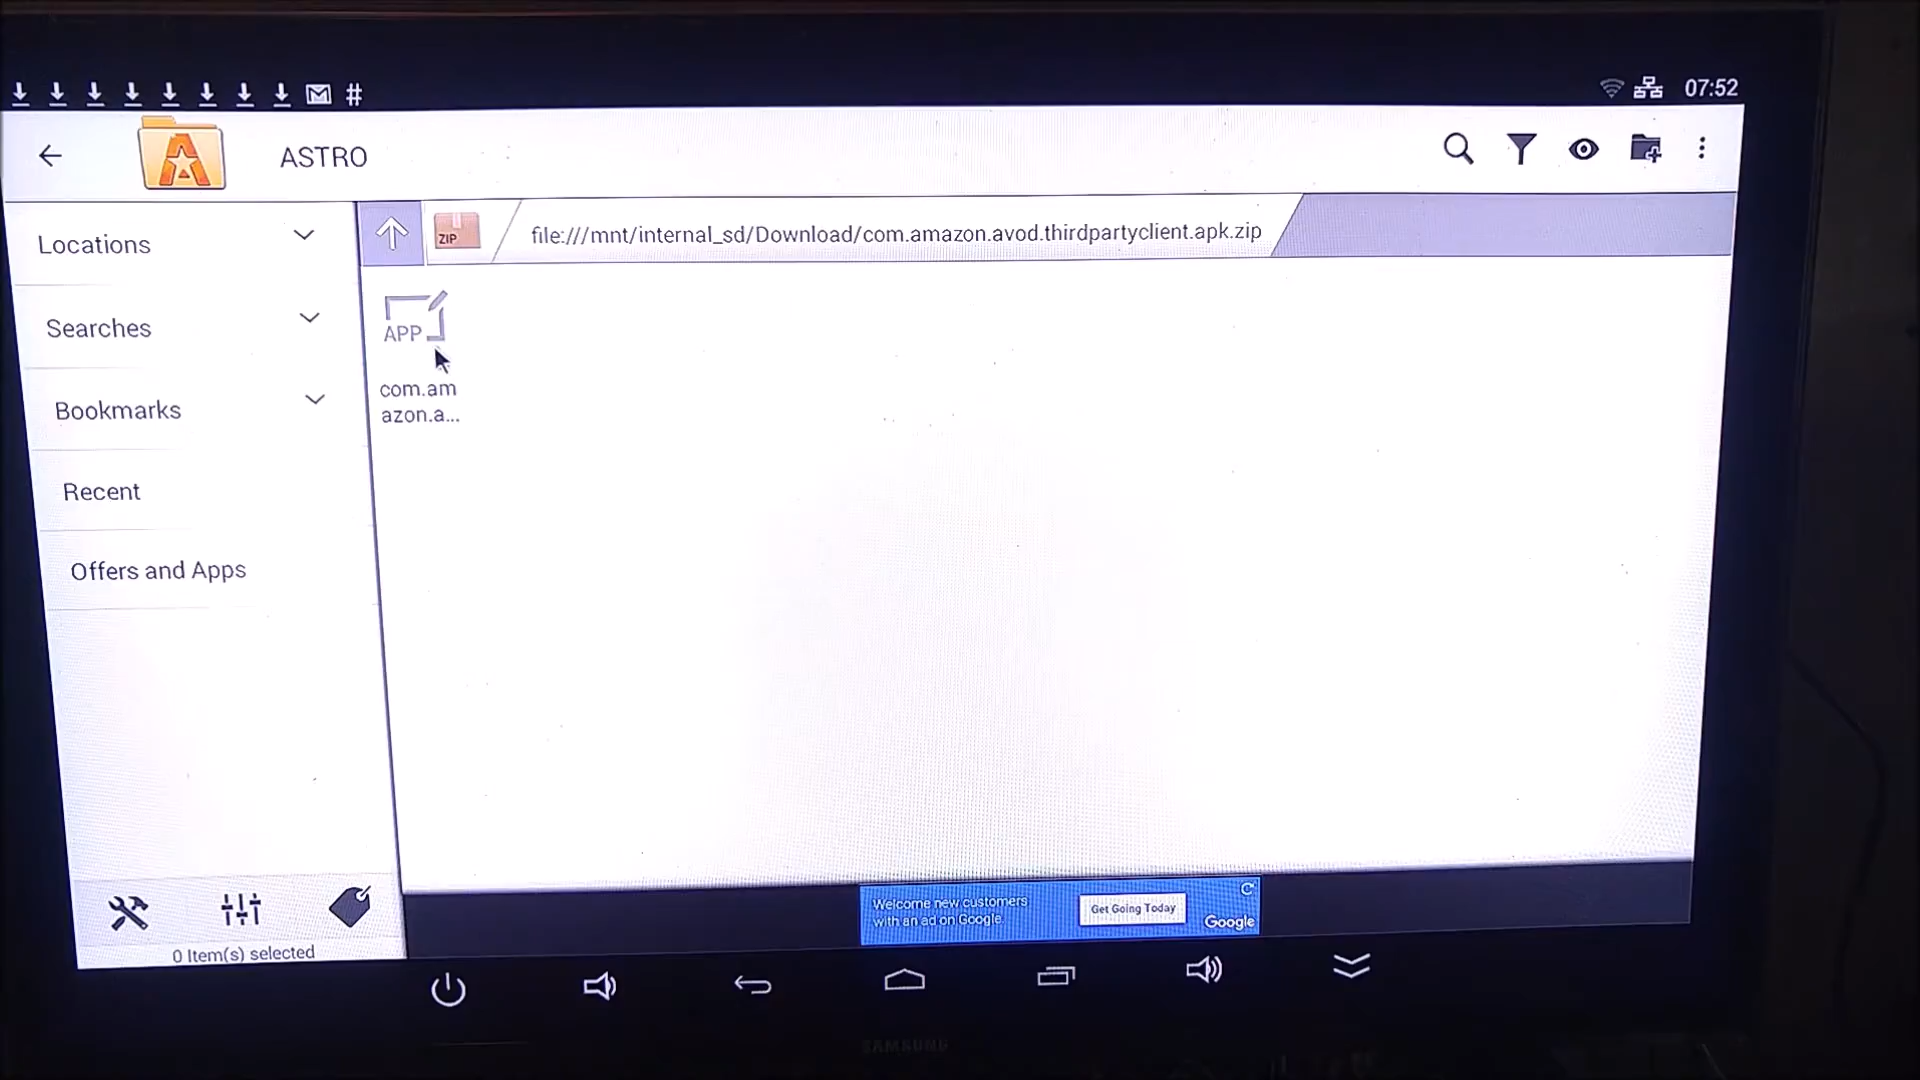 07:52
ASTRO
Locations
Searches
Bookmarks
Recent
Offers and Apps
ZIP
file:///mnt/internal_sd/Download/com.amazon.avod.thirdpartyclient.apk.zip
APP
com.am
azon.a...
0 Item(s) selected
Welcome new customers
with an ad on Google.
Get Going Today
Google
SAMSUNG